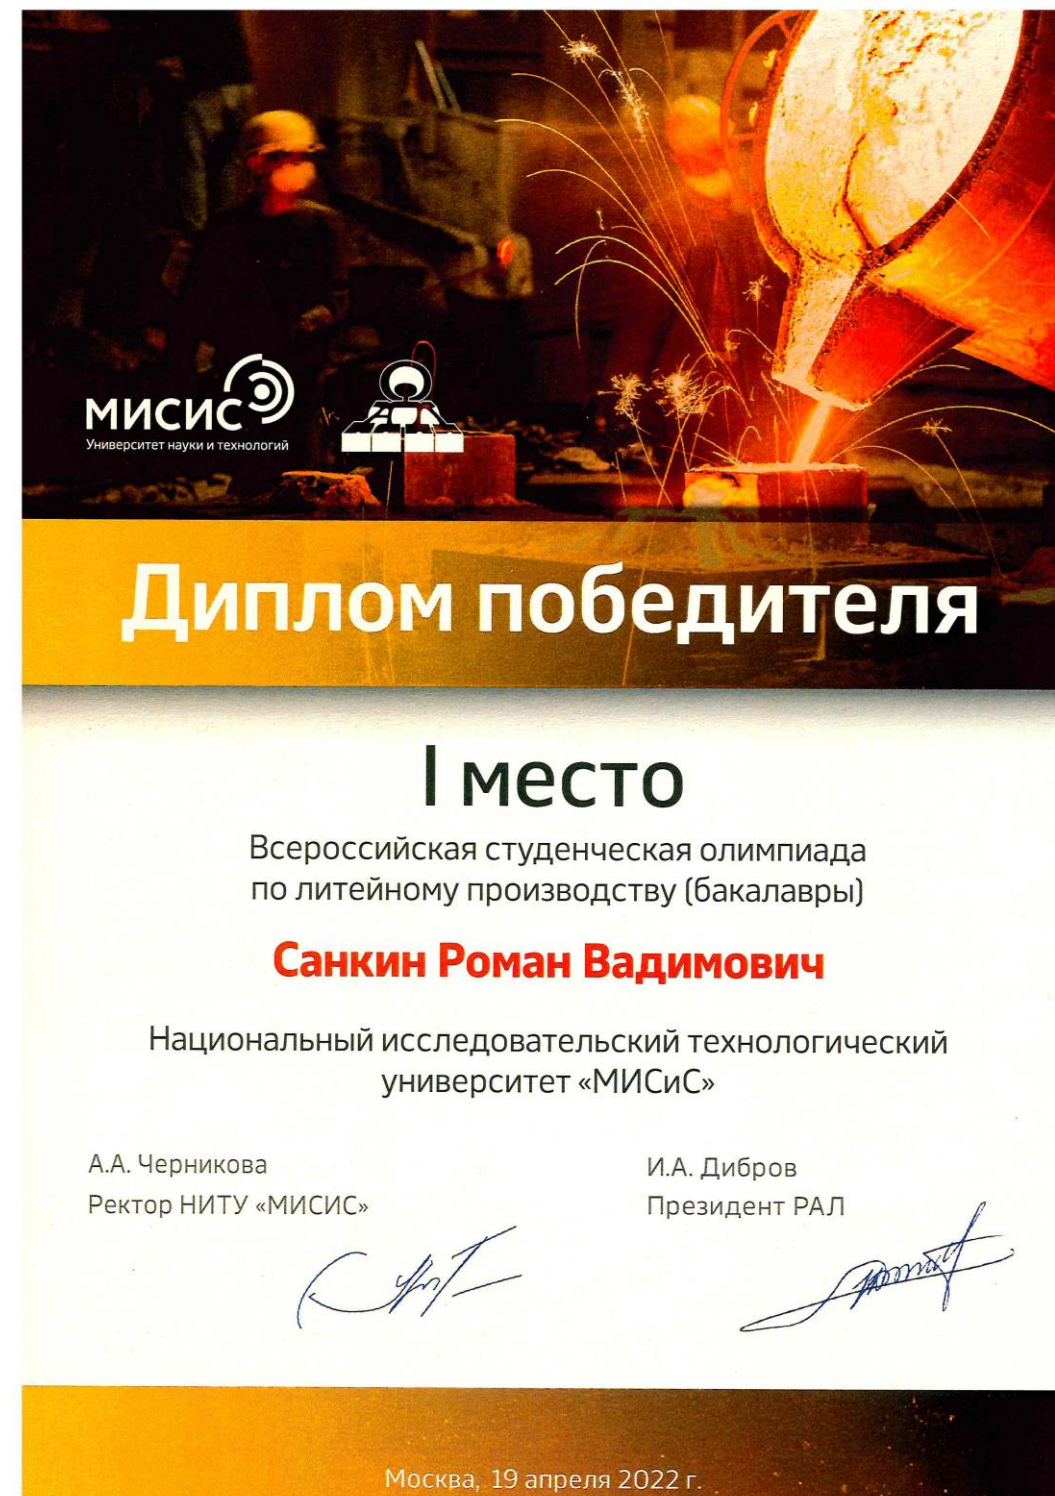 МИСИС
Университет науки и технологий
Диплом победителя
I место
Всероссийская студенческая олимпиада
по литейному производству (бакалавры)
Санкин Роман Вадимович
Национальный исследовательский технологический
университет «МИСиС»
А.А. Черникова
Ректор НИТУ «МИСИС»
И.А. Дибров
Президент РАЛ
Москва, 19 апреля 2022 г.